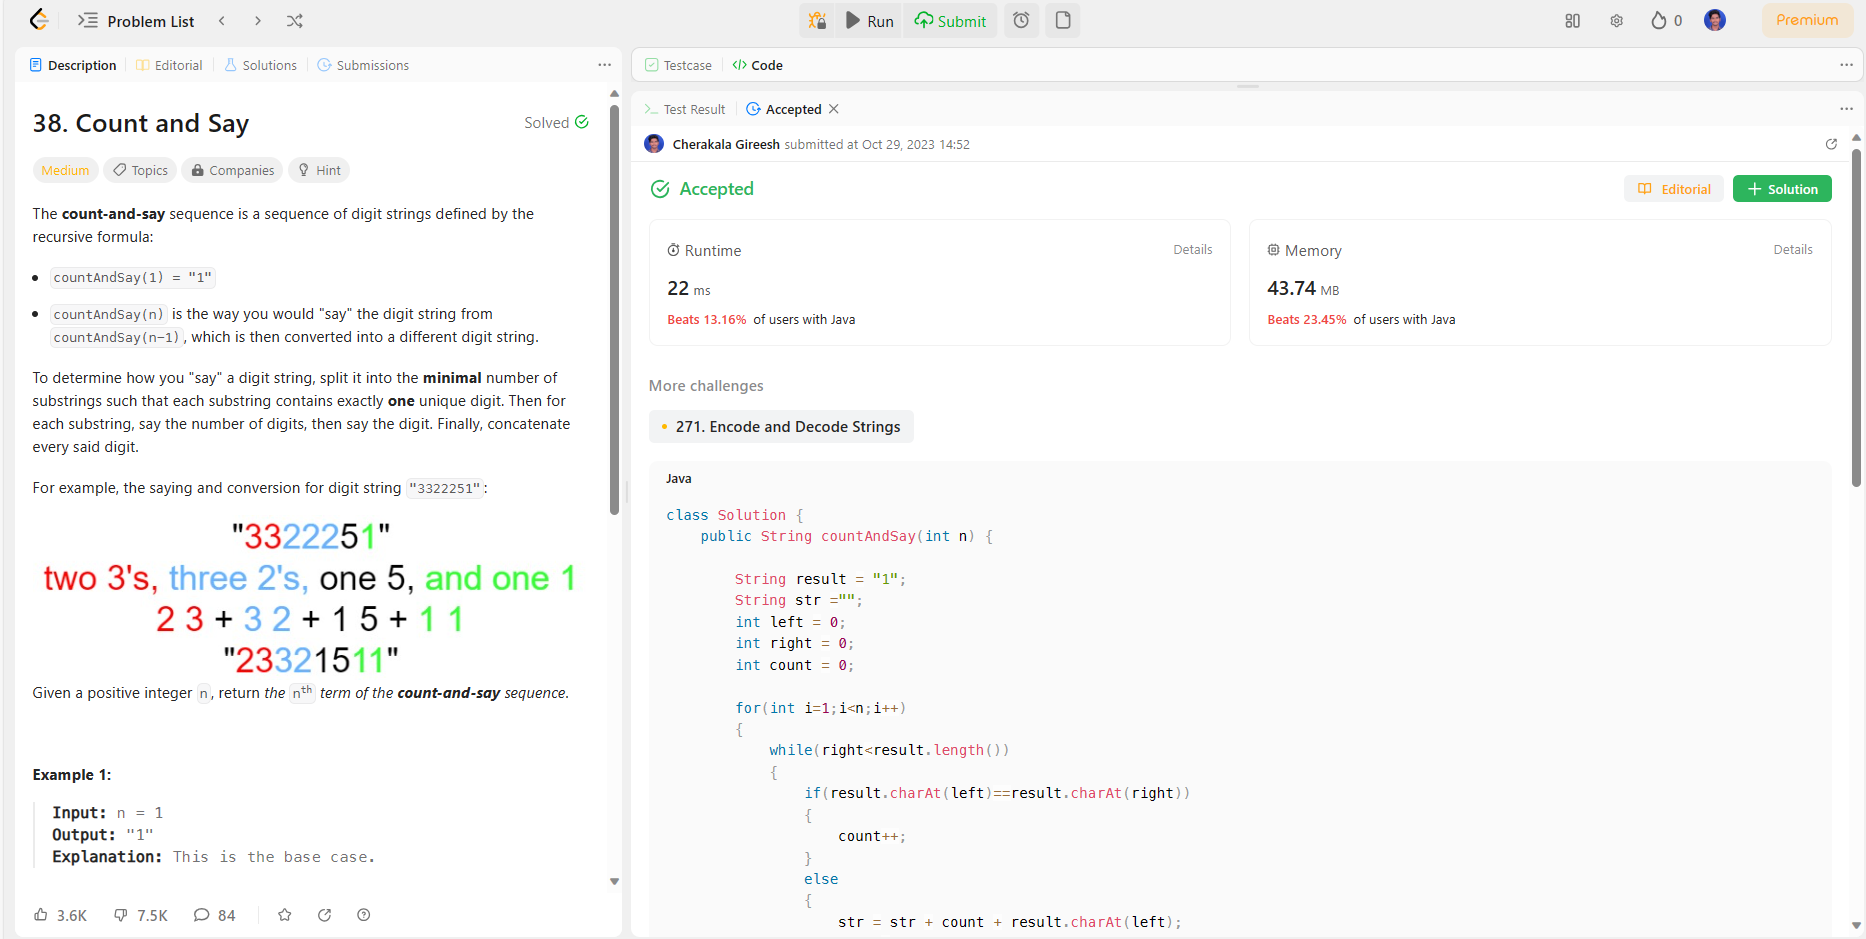 Problem List
Run
Submit
0
Premium
Description
Editorial
Solutions
Submissions
38. Count and Say
Solved
Medium
Topics
Companies
Hint
The count-and-say sequence is a sequence of digit strings defined by the
recursive formula:
countAndSay(1) = "1"
countAndSay(n) is the way you would "say" the digit string from
countAndSay(n-1), which is then converted into a different digit string.
To determine how you "say" a digit string, split it into the minimal number of
substrings such that each substring contains exactly one unique digit. Then for
each substring, say the number of digits, then say the digit. Finally, concatenate
every said digit.
For example, the saying and conversion for digit string "3322251":
"3322251"
two 3's, three 2's, one 5, and one 1
2 3 + 3 2 + 1 5 + 1 1
"23321511"
Given a positive integer n, return the nth term of the count-and-say sequence.
Example 1:
Input: n = 1
Output: "1"
Explanation: This is the base case.
3.6K
7.5K
84
Testcase
Code
Test Result
Accepted
Cherakala Gireesh submitted at Oct 29, 2023 14:52
Accepted
Editorial
Solution
Runtime
Details
22 ms
Beats 13.16% of users with Java
Memory
Details
43.74 MB
Beats 23.45% of users with Java
More challenges
271. Encode and Decode Strings
Java
class Solution {
public String countAndSay(int n) {
String result = "1";
String str ="";
int left = 0;
int right = 0;
int count = 0;
for(int i=1;i<n;i++)
{
while(right<result.length())
{
if(result.charAt(left)==result.charAt(right))
{
count++;
}
else
{
str = str + count + result.charAt(left);